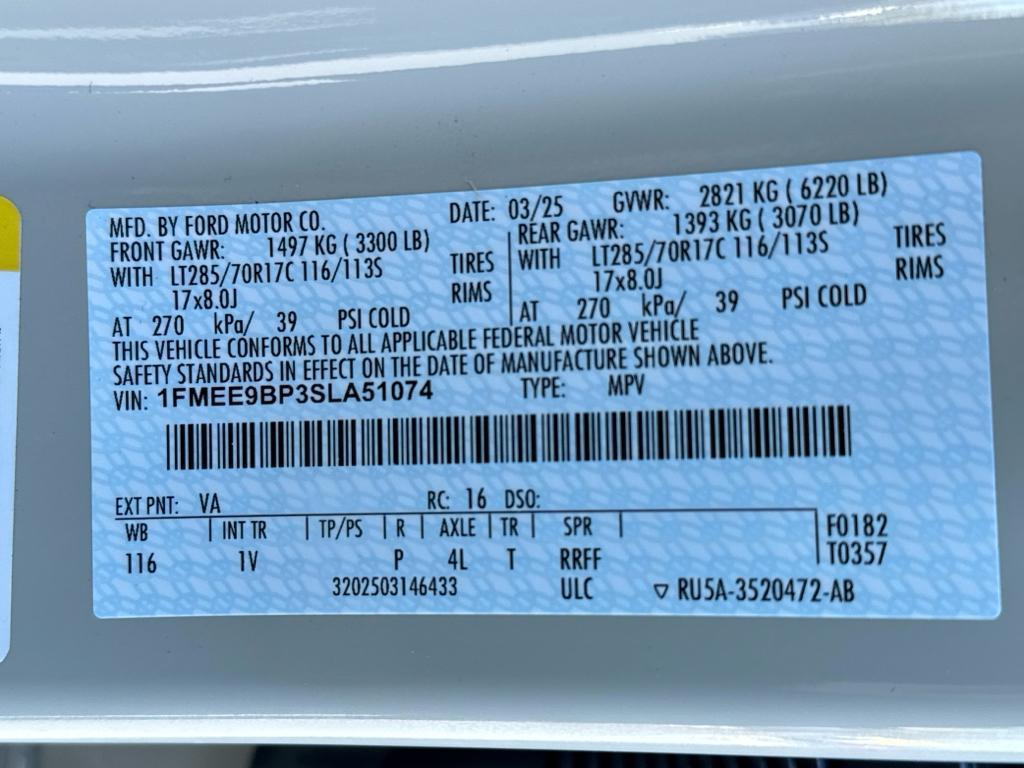 MFD. BY FORD MOTOR CO. DATE: 03/25 GVWR: 2821 KG ( 6220 LB)
FRONT GAWR: 1497 KG ( 3300 LB) REAR GAWR: 1393 KG ( 3070 LB)
WITH LT285/70R17C 116/113S TIRES WITH LT285/70R17C 116/113S TIRES
17x8.0J RIMS 17x8.0J RIMS
AT 270 kPa/ 39 PSI COLD AT 270 kPa/ 39 PSI COLD
THIS VEHICLE CONFORMS TO ALL APPLICABLE FEDERAL MOTOR VEHICLE
SAFETY STANDARDS IN EFFECT ON THE DATE OF MANUFACTURE SHOWN ABOVE.
VIN: 1FMEE9BP3SLA51074 TYPE: MPV
EXT PNT: VA RC: 16 DSO:
WB INT TR TP/PS R AXLE TR SPR F0182
116 1V P 4L T RRFF T0357
3202503146433 ULC ▽ RU5A-3520472-AB